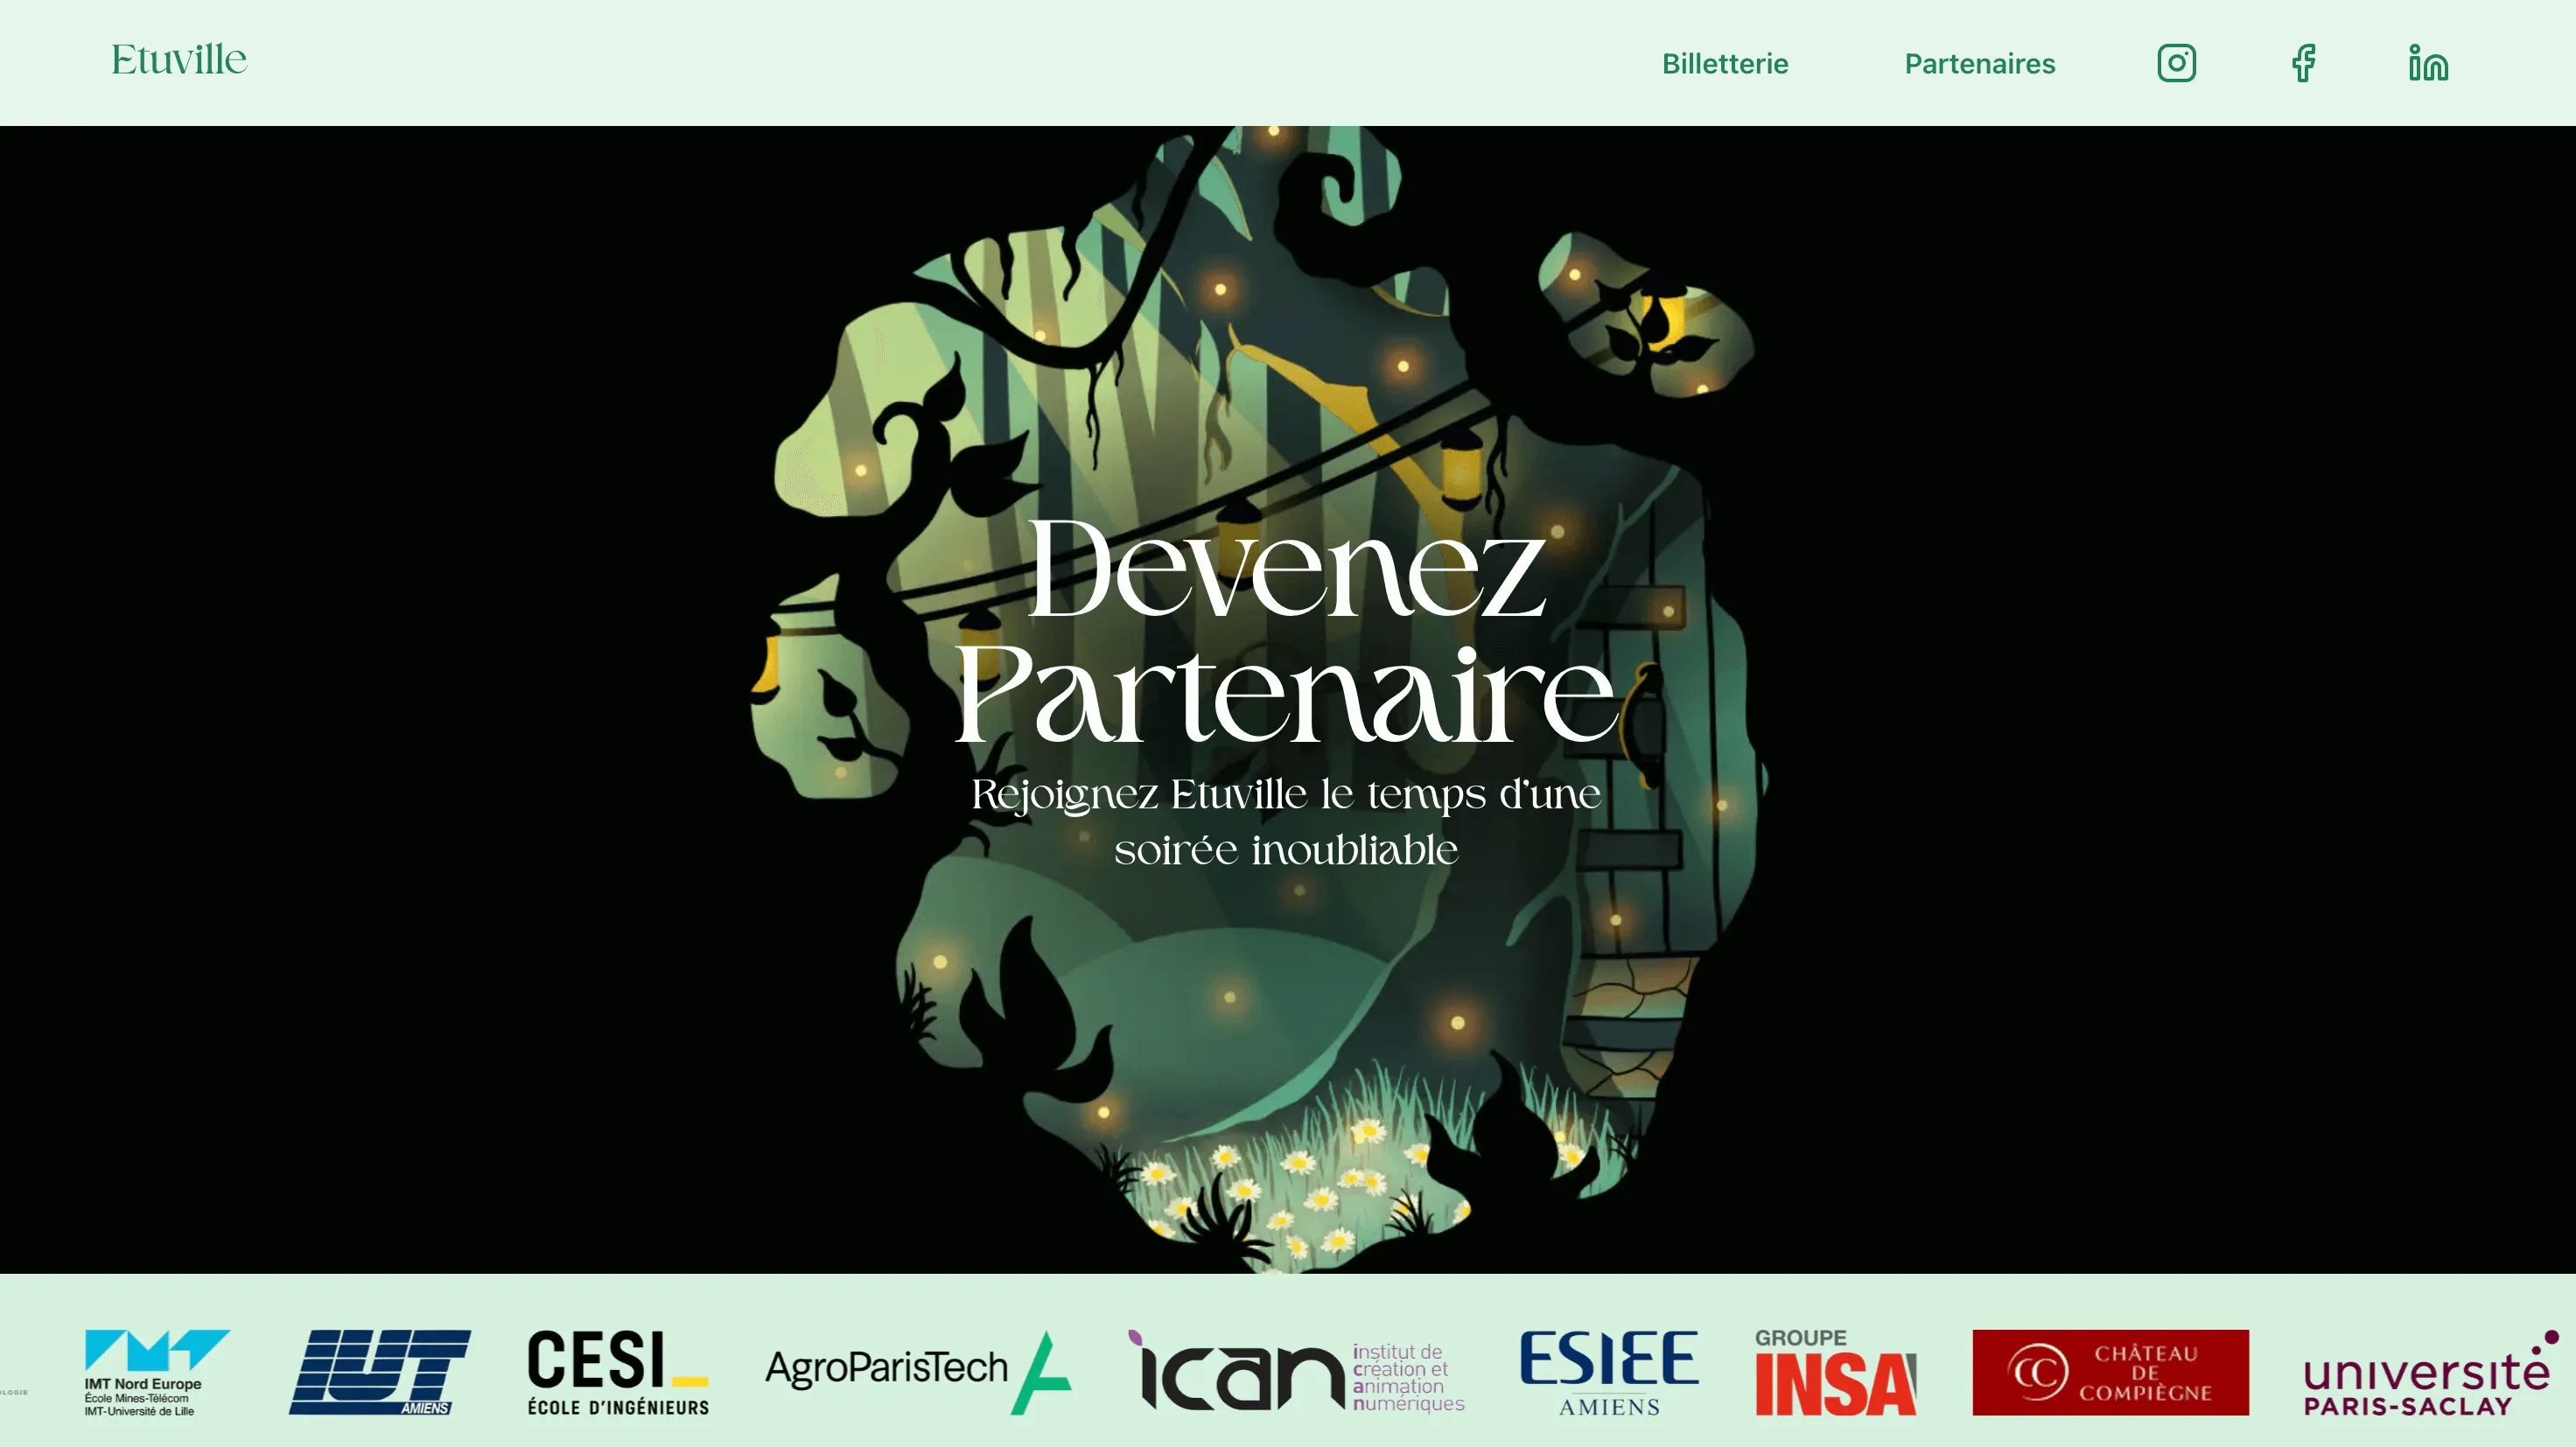 Etuville
Billetterie
Partenaires
Devenez
Partenaire
Rejoignez Etuville le temps d'une
soirée inoubliable
IMT Nord Europe
École Mines-Télécom
IMT-Université de Lille
IUT
AMIENS
CESI
ÉCOLE D'INGÉNIEURS
AgroParisTech
ican
institut de
création et
animation
numériques
ESIEE
AMIENS
GROUPE
INSA
CC
CHÂTEAU
DE
COMPIÈGNE
université
PARIS-SACLAY